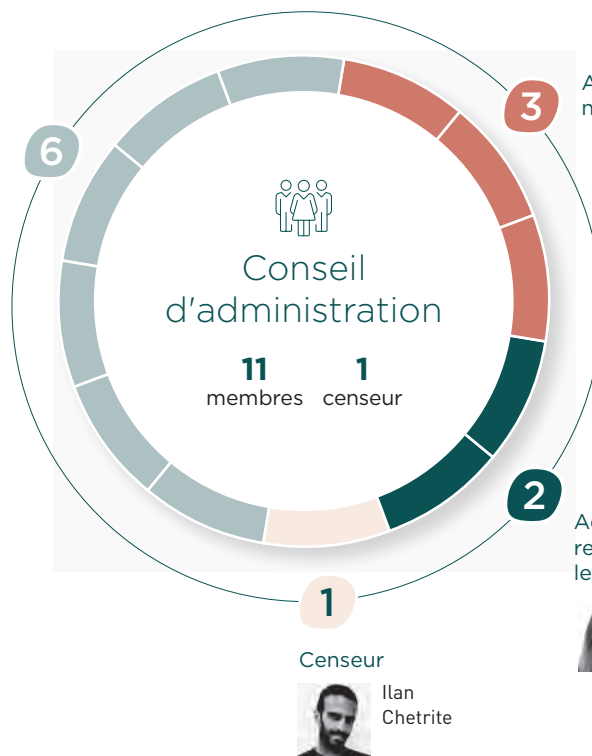 3
6
Conseil
d'administration
11 1
membres censeur
2
1
Censeur
Ilan
Chetrite